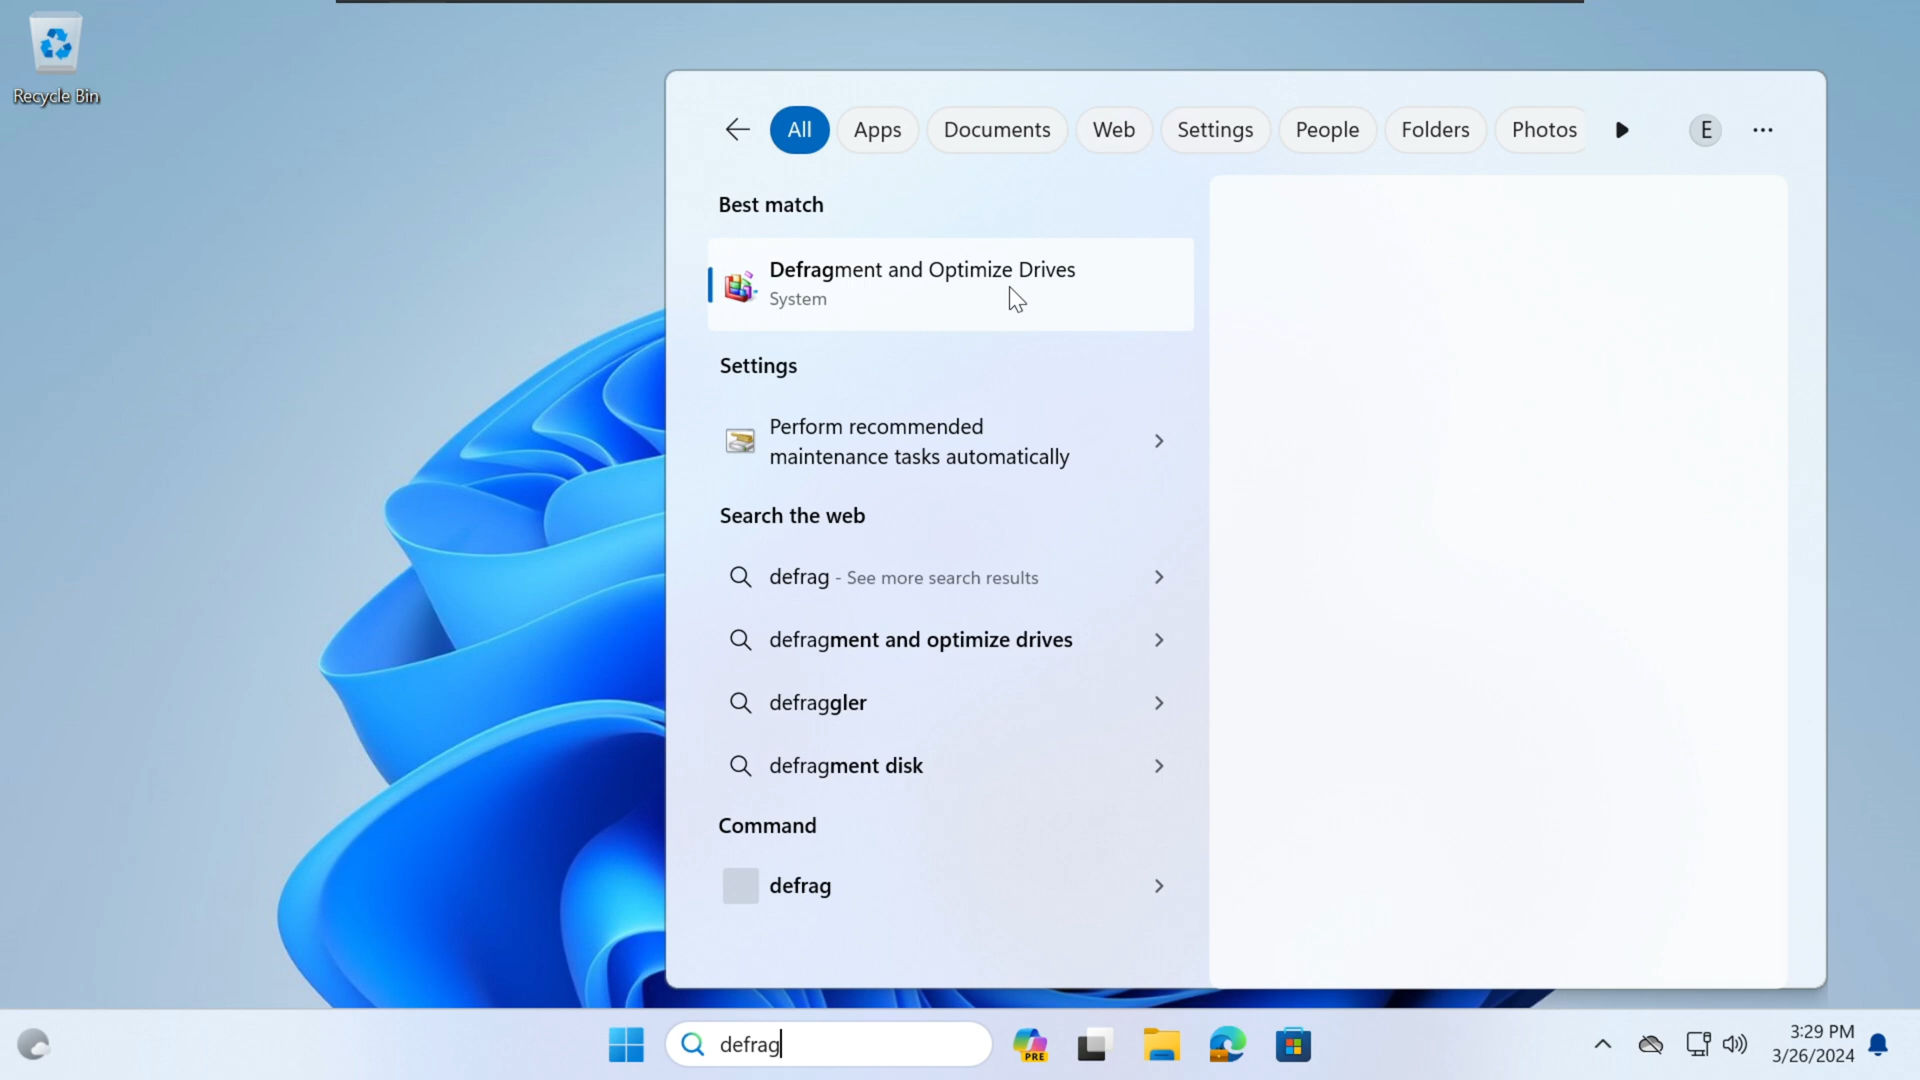 Recycle Bin
All Apps Documents Web Settings People Folders Photos E
Best match
Defragment and Optimize Drives
System
Settings
Perform recommended
maintenance tasks automatically
Search the web
defrag - See more search results
defragment and optimize drives
defraggler
defragment disk
Command
defrag
defrag
PRE
3:29 PM
3/26/2024